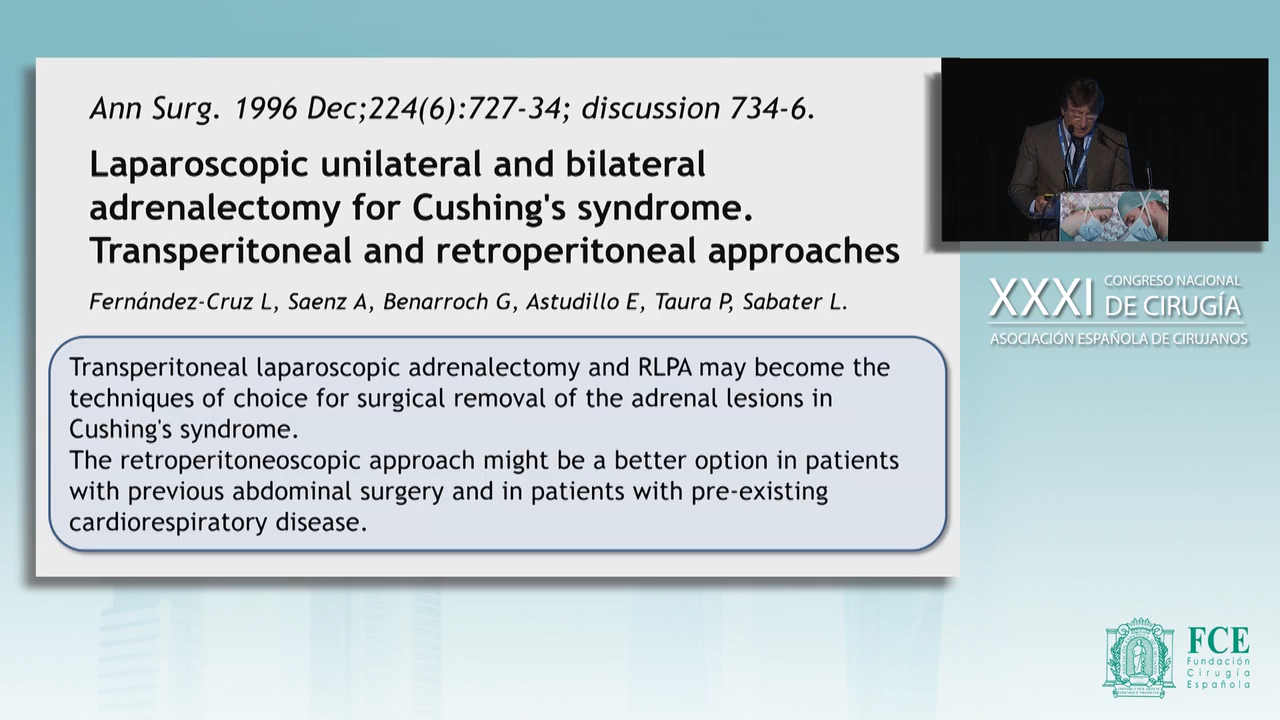 Ann Surg. 1996 Dec;224(6):727-34; discussion 734-6.
Laparoscopic unilateral and bilateral
adrenalectomy for Cushing's syndrome.
Transperitoneal and retroperitoneal approaches
Fernández-Cruz L, Saenz A, Benarroch G, Astudillo E, Taura P, Sabater L.
Transperitoneal laparoscopic adrenalectomy and RLPA may become the
techniques of choice for surgical removal of the adrenal lesions in
Cushing's syndrome.
The retroperitoneoscopic approach might be a better option in patients
with previous abdominal surgery and in patients with pre-existing
cardiorespiratory disease.
XXXI CONGRESO NACIONAL
DE CIRUGÍA
ASOCIACIÓN ESPAÑOLA DE CIRUJANOS
FCE
Fundación
Cirugía
Española